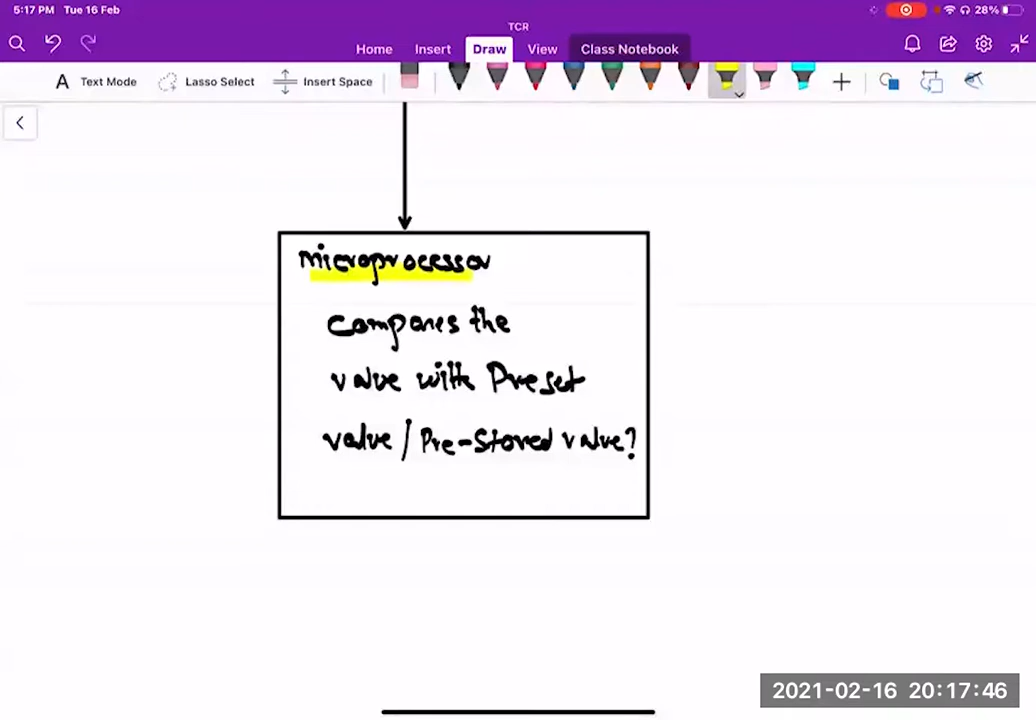 5:17 PM Tue 16 Feb
28%
TCR
Home Insert Draw View Class Notebook
A Text Mode Lasso Select Insert Space
microprocessor
compares the
value with Preset
value / Pre-Stored value?
2021-02-16 20:17:46